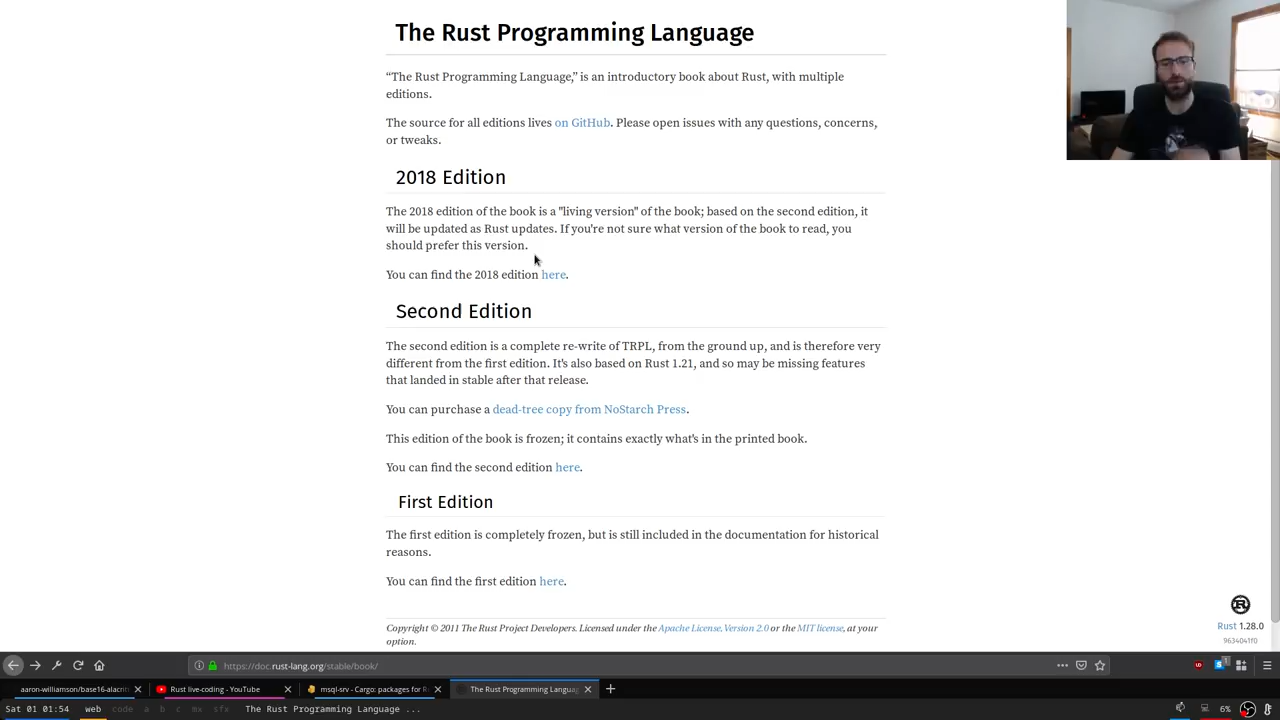 The Rust Programming Language
“The Rust Programming Language,” is an introductory book about Rust, with multiple
editions.
The source for all editions lives on GitHub. Please open issues with any questions, concerns,
or tweaks.
2018 Edition
The 2018 edition of the book is a "living version" of the book; based on the second edition, it
will be updated as Rust updates. If you're not sure what version of the book to read, you
should prefer this version.
You can find the 2018 edition here.
Second Edition
The second edition is a complete re-write of TRPL, from the ground up, and is therefore very
different from the first edition. It's also based on Rust 1.21, and so may be missing features
that landed in stable after that release.
You can purchase a dead-tree copy from NoStarch Press.
This edition of the book is frozen; it contains exactly what's in the printed book.
You can find the second edition here.
First Edition
The first edition is completely frozen, but is still included in the documentation for historical
reasons.
You can find the first edition here.
Copyright © 2011 The Rust Project Developers. Licensed under the Apache License, Version 2.0 or the MIT license, at your
option.
Rust 1.28.0
9634041f0
https://doc.rust-lang.org/stable/book/
aaron-williamson/base16-alacrit
Rust live-coding - YouTube
msql-srv - Cargo: packages for R
The Rust Programming Languag
Sat 01 01:54 web code a b c mx sfx The Rust Programming Language ...
6%